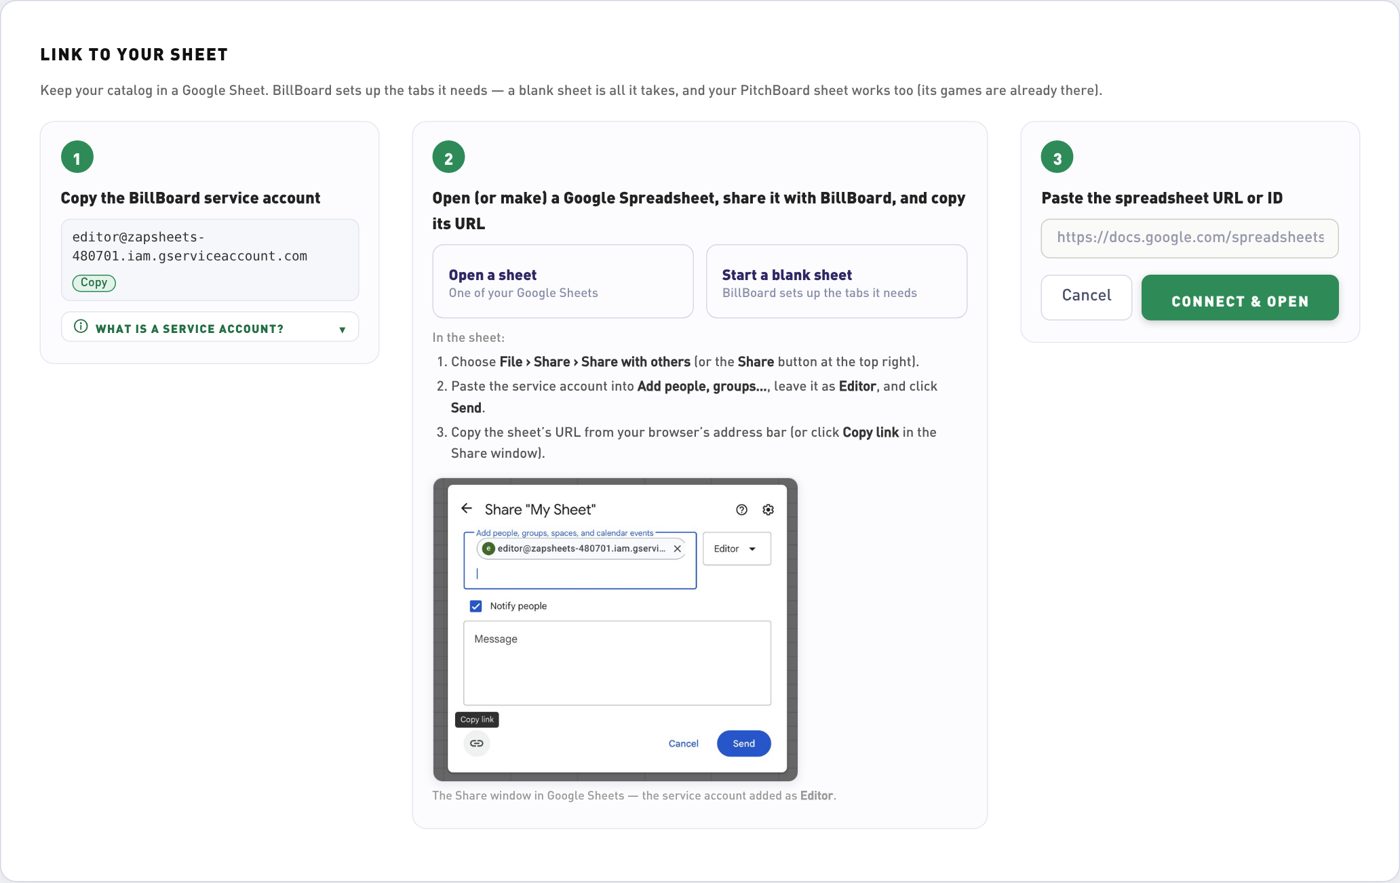 LINK TO YOUR SHEET
Keep your catalog in a Google Sheet. BillBoard sets up the tabs it needs — a blank sheet is all it takes, and your PitchBoard sheet works too (its games are already there).
1
Copy the BillBoard service account
editor@zapsheets-
480701.iam.gserviceaccount.com
Copy
WHAT IS A SERVICE ACCOUNT?
2
Open (or make) a Google Spreadsheet, share it with BillBoard, and copy
its URL
Open a sheet
One of your Google Sheets
Start a blank sheet
BillBoard sets up the tabs it needs
In the sheet:
1. Choose File › Share › Share with others (or the Share button at the top right).
2. Paste the service account into Add people, groups…, leave it as Editor, and click
Send.
3. Copy the sheet’s URL from your browser’s address bar (or click Copy link in the
Share window).
Share "My Sheet"
Add people, groups, spaces, and calendar events
e editor@zapsheets-480701.iam.gservi...
Editor
Notify people
Message
Copy link
Cancel
Send
The Share window in Google Sheets — the service account added as Editor.
3
Paste the spreadsheet URL or ID
https://docs.google.com/spreadsheets
Cancel
CONNECT & OPEN